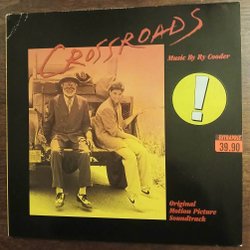 CROSSROADS
Music By Ry Cooder
!
39.90
Original
Motion Picture
Soundtrack